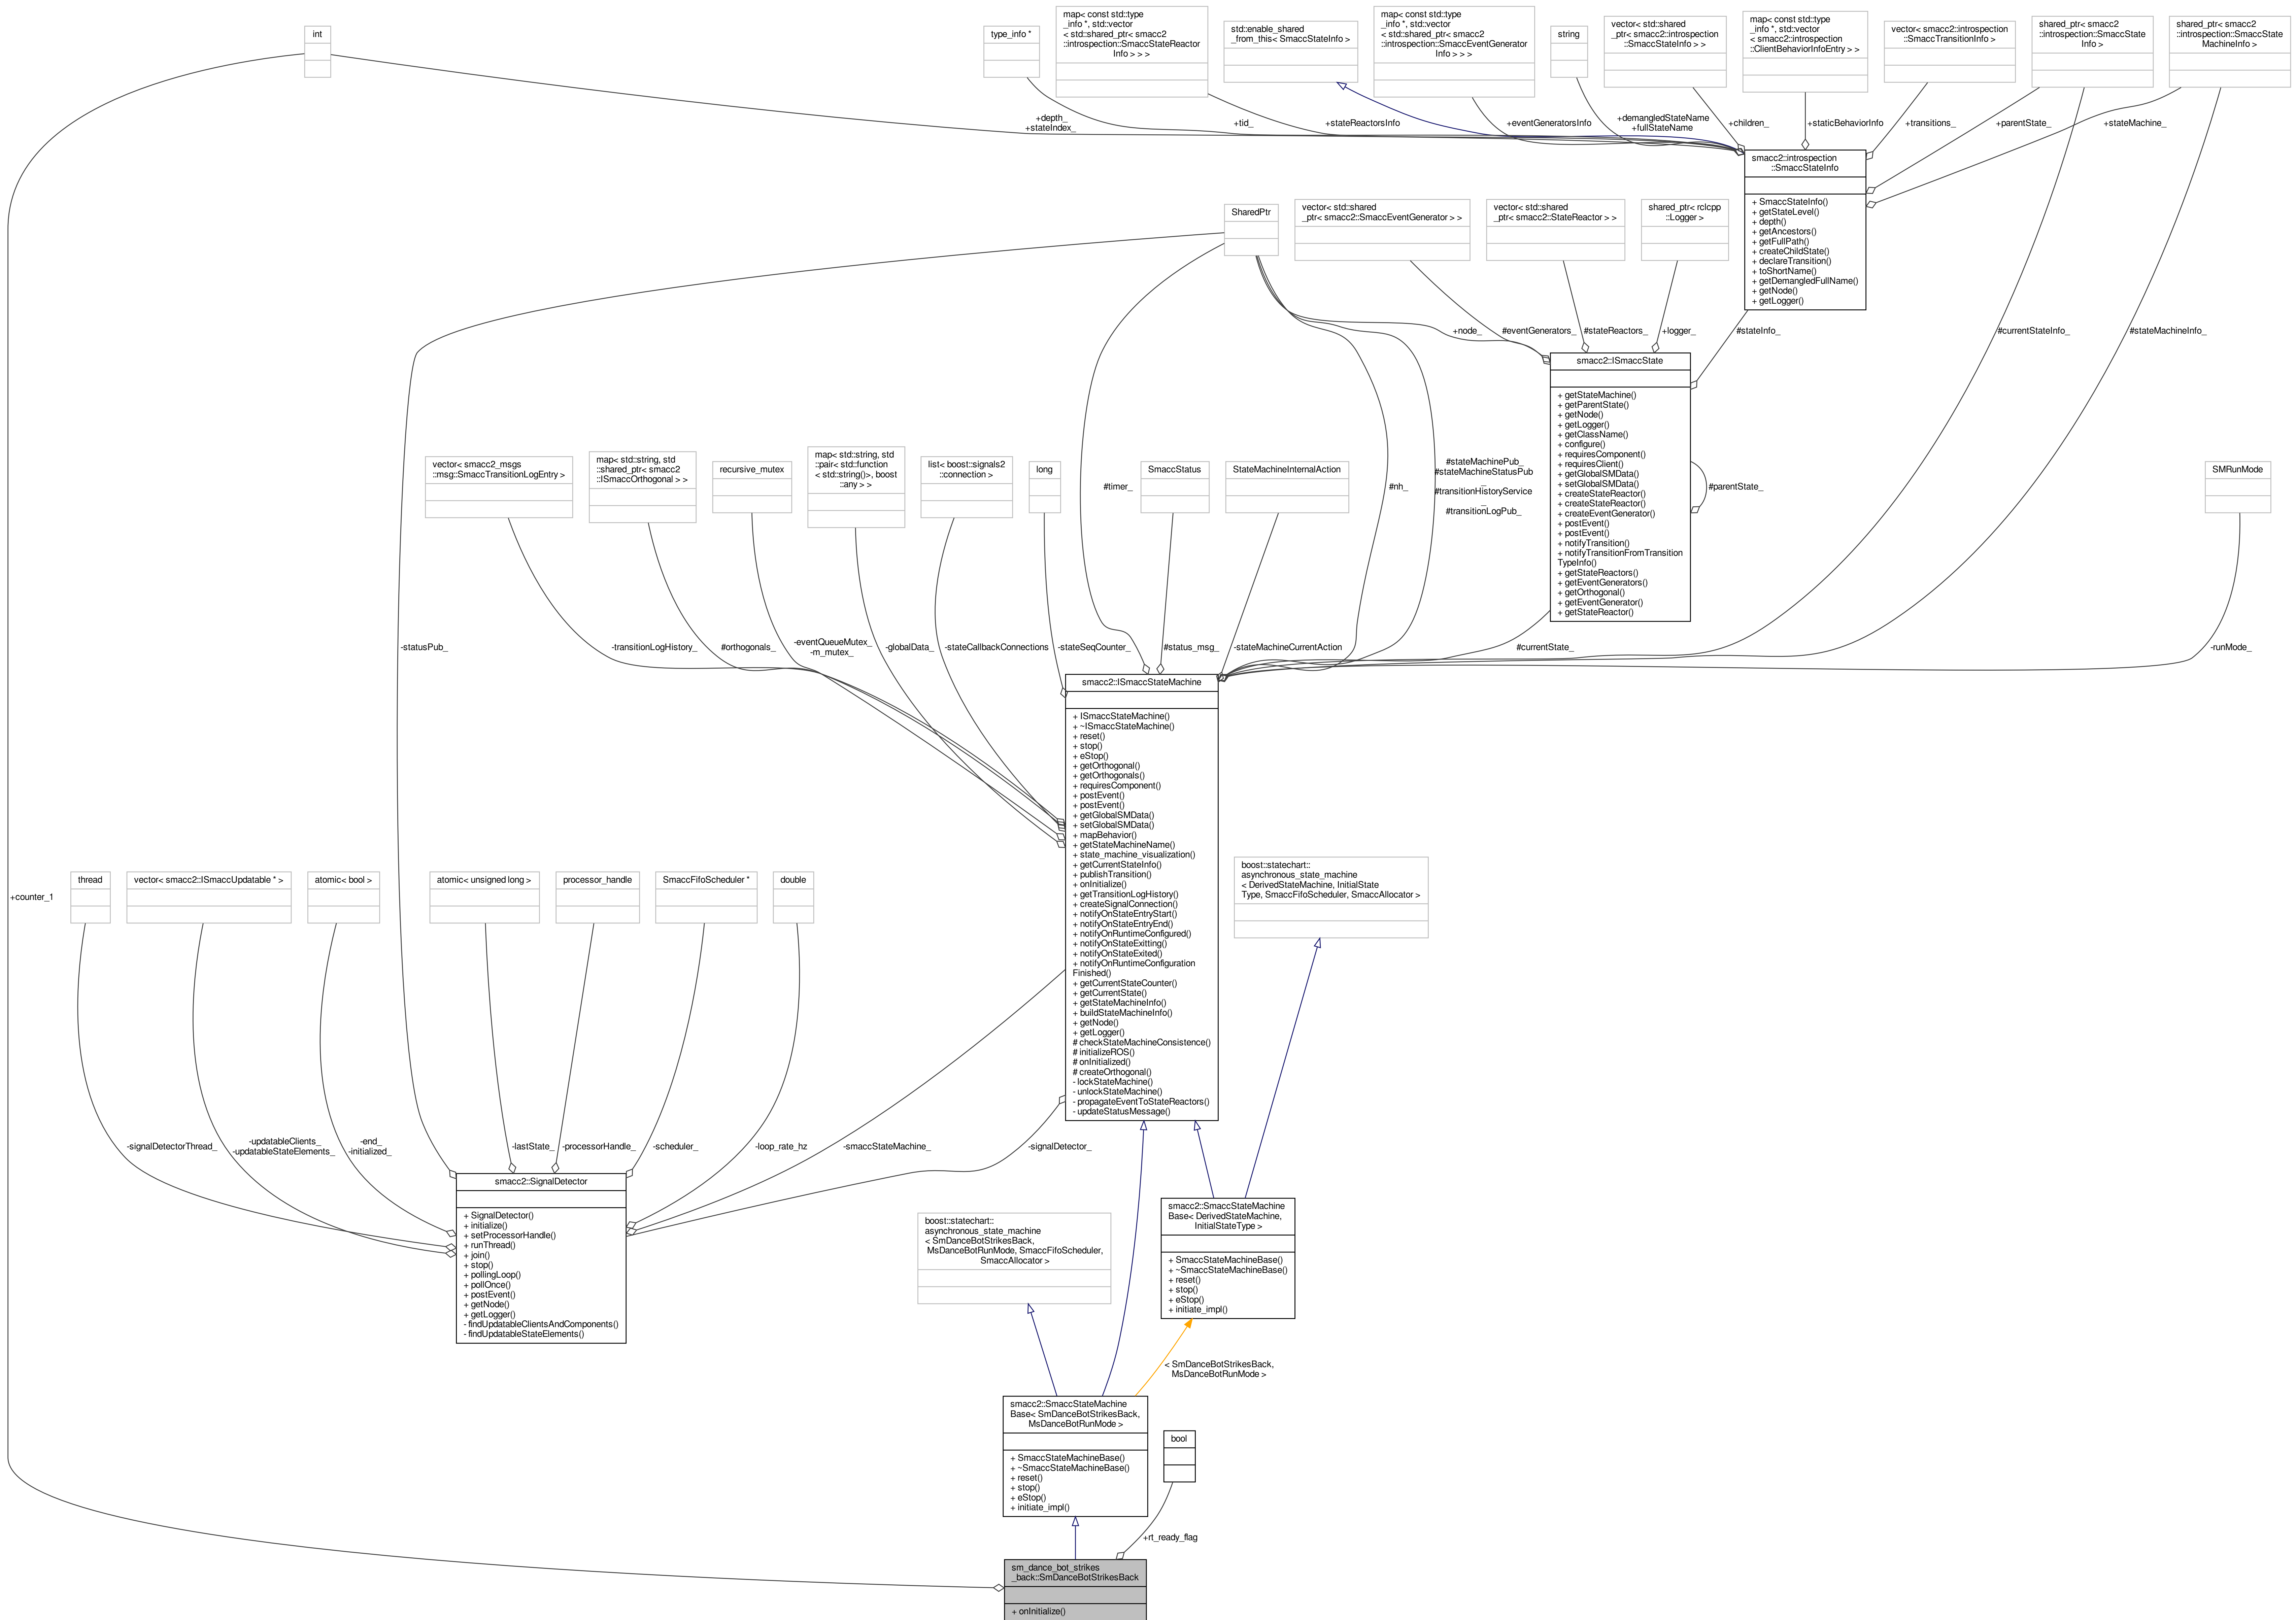 int
type_info *
map< const std::type
_info *, std::vector
< std::shared_ptr< smacc2
::introspection::SmaccStateReactor
Info > > >
std::enable_shared
_from_this< SmaccStateInfo >
map< const std::type
_info *, std::vector
< std::shared_ptr< smacc2
::introspection::SmaccEventGenerator
Info > > >
string
vector< std::shared
_ptr< smacc2::introspection
::SmaccStateInfo > >
map< const std::type
_info *, std::vector
< smacc2::introspection
::ClientBehaviorInfoEntry > >
vector< smacc2::introspection
::SmaccTransitionInfo >
shared_ptr< smacc2
::introspection::SmaccState
Info >
shared_ptr< smacc2
::introspection::SmaccState
MachineInfo >
+depth_
+stateIndex_
+tid_
+stateReactorsInfo
+eventGeneratorsInfo
+demangledStateName
+fullStateName
+children_
+staticBehaviorInfo
+transitions_
+parentState_
+stateMachine_
smacc2::introspection
::SmaccStateInfo
+ SmaccStateInfo()
+ getStateLevel()
+ depth()
+ getAncestors()
+ getFullPath()
+ createChildState()
+ declareTransition()
+ toShortName()
+ getDemangledFullName()
+ getNode()
+ getLogger()
SharedPtr
vector< std::shared
_ptr< smacc2::SmaccEventGenerator > >
vector< std::shared
_ptr< smacc2::StateReactor > >
shared_ptr< rclcpp
::Logger >
+node_
#eventGenerators_
#stateReactors_
+logger_
#stateInfo_
#currentStateInfo_
#stateMachineInfo_
smacc2::ISmaccState
+ getStateMachine()
+ getParentState()
+ getNode()
+ getLogger()
+ getClassName()
+ configure()
+ requiresComponent()
+ requiresClient()
+ getGlobalSMData()
+ setGlobalSMData()
+ createStateReactor()
+ createStateReactor()
+ createEventGenerator()
+ postEvent()
+ postEvent()
+ notifyTransition()
+ notifyTransitionFromTransition
TypeInfo()
+ getStateReactors()
+ getEventGenerators()
+ getOrthogonal()
+ getEventGenerator()
+ getStateReactor()
#parentState_
vector< smacc2_msgs
::msg::SmaccTransitionLogEntry >
map< std::string, std
::shared_ptr< smacc2
::ISmaccOrthogonal > >
recursive_mutex
map< std::string, std
::pair< std::function
< std::string()>, boost
::any > >
list< boost::signals2
::connection >
long
#timer_
SmaccStatus
StateMachineInternalAction
#nh_
#stateMachinePub_
#stateMachineStatusPub
_
#transitionHistoryService
_
#transitionLogPub_
SMRunMode
-statusPub_
-transitionLogHistory_
#orthogonals_
-eventQueueMutex_
-m_mutex_
-globalData_
-stateCallbackConnections
-stateSeqCounter_
#status_msg_
-stateMachineCurrentAction
#currentState_
-runMode_
smacc2::ISmaccStateMachine
+ ISmaccStateMachine()
+ ~ISmaccStateMachine()
+ reset()
+ stop()
+ eStop()
+ getOrthogonal()
+ getOrthogonals()
+ requiresComponent()
+ postEvent()
+ postEvent()
+ getGlobalSMData()
+ setGlobalSMData()
+ mapBehavior()
+ getStateMachineName()
+ state_machine_visualization()
+ getCurrentStateInfo()
+ publishTransition()
+ onInitialize()
+ getTransitionLogHistory()
+ createSignalConnection()
+ notifyOnStateEntryStart()
+ notifyOnStateEntryEnd()
+ notifyOnRuntimeConfigured()
+ notifyOnStateExitting()
+ notifyOnStateExited()
+ notifyOnRuntimeConfiguration
Finished()
+ getCurrentStateCounter()
+ getCurrentState()
+ getStateMachineInfo()
+ buildStateMachineInfo()
+ getNode()
+ getLogger()
# checkStateMachineConsistence()
# initializeROS()
# onInitialized()
# createOrthogonal()
- lockStateMachine()
- unlockStateMachine()
- propagateEventToStateReactors()
- updateStatusMessage()
+counter_1
thread
vector< smacc2::ISmaccUpdatable * >
atomic< bool >
atomic< unsigned long >
processor_handle
SmaccFifoScheduler *
double
boost::statechart::
asynchronous_state_machine
< DerivedStateMachine, InitialState
Type, SmaccFifoScheduler, SmaccAllocator >
-signalDetectorThread_
-updatableClients_
-updatableStateElements_
-end_
-initialized_
-lastState_
-processorHandle_
-scheduler_
-loop_rate_hz
-smaccStateMachine_
-signalDetector_
smacc2::SignalDetector
+ SignalDetector()
+ initialize()
+ setProcessorHandle()
+ runThread()
+ join()
+ stop()
+ pollingLoop()
+ pollOnce()
+ postEvent()
+ getNode()
+ getLogger()
- findUpdatableClientsAndComponents()
- findUpdatableStateElements()
boost::statechart::
asynchronous_state_machine
< SmDanceBotStrikesBack,
MsDanceBotRunMode, SmaccFifoScheduler,
SmaccAllocator >
smacc2::SmaccStateMachine
Base< DerivedStateMachine,
InitialStateType >
+ SmaccStateMachineBase()
+ ~SmaccStateMachineBase()
+ reset()
+ stop()
+ eStop()
+ initiate_impl()
< SmDanceBotStrikesBack,
MsDanceBotRunMode >
smacc2::SmaccStateMachine
Base< SmDanceBotStrikesBack,
MsDanceBotRunMode >
+ SmaccStateMachineBase()
+ ~SmaccStateMachineBase()
+ reset()
+ stop()
+ eStop()
+ initiate_impl()
bool
+rt_ready_flag
sm_dance_bot_strikes
_back::SmDanceBotStrikesBack
+ onInitialize()